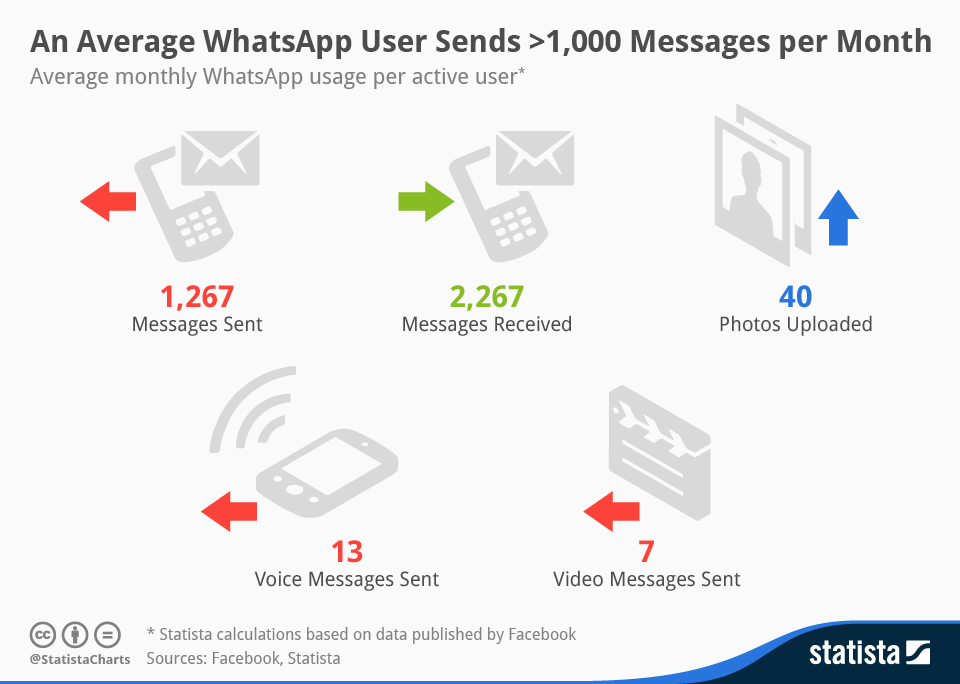 An Average WhatsApp User Sends >1,000 Messages per Month
Average monthly WhatsApp usage per active user*
1,267
Messages Sent
2,267
Messages Received
40
Photos Uploaded
13
Voice Messages Sent
7
Video Messages Sent
cc
@StatistaCharts
* Statista calculations based on data published by Facebook
Sources: Facebook, Statista
statista